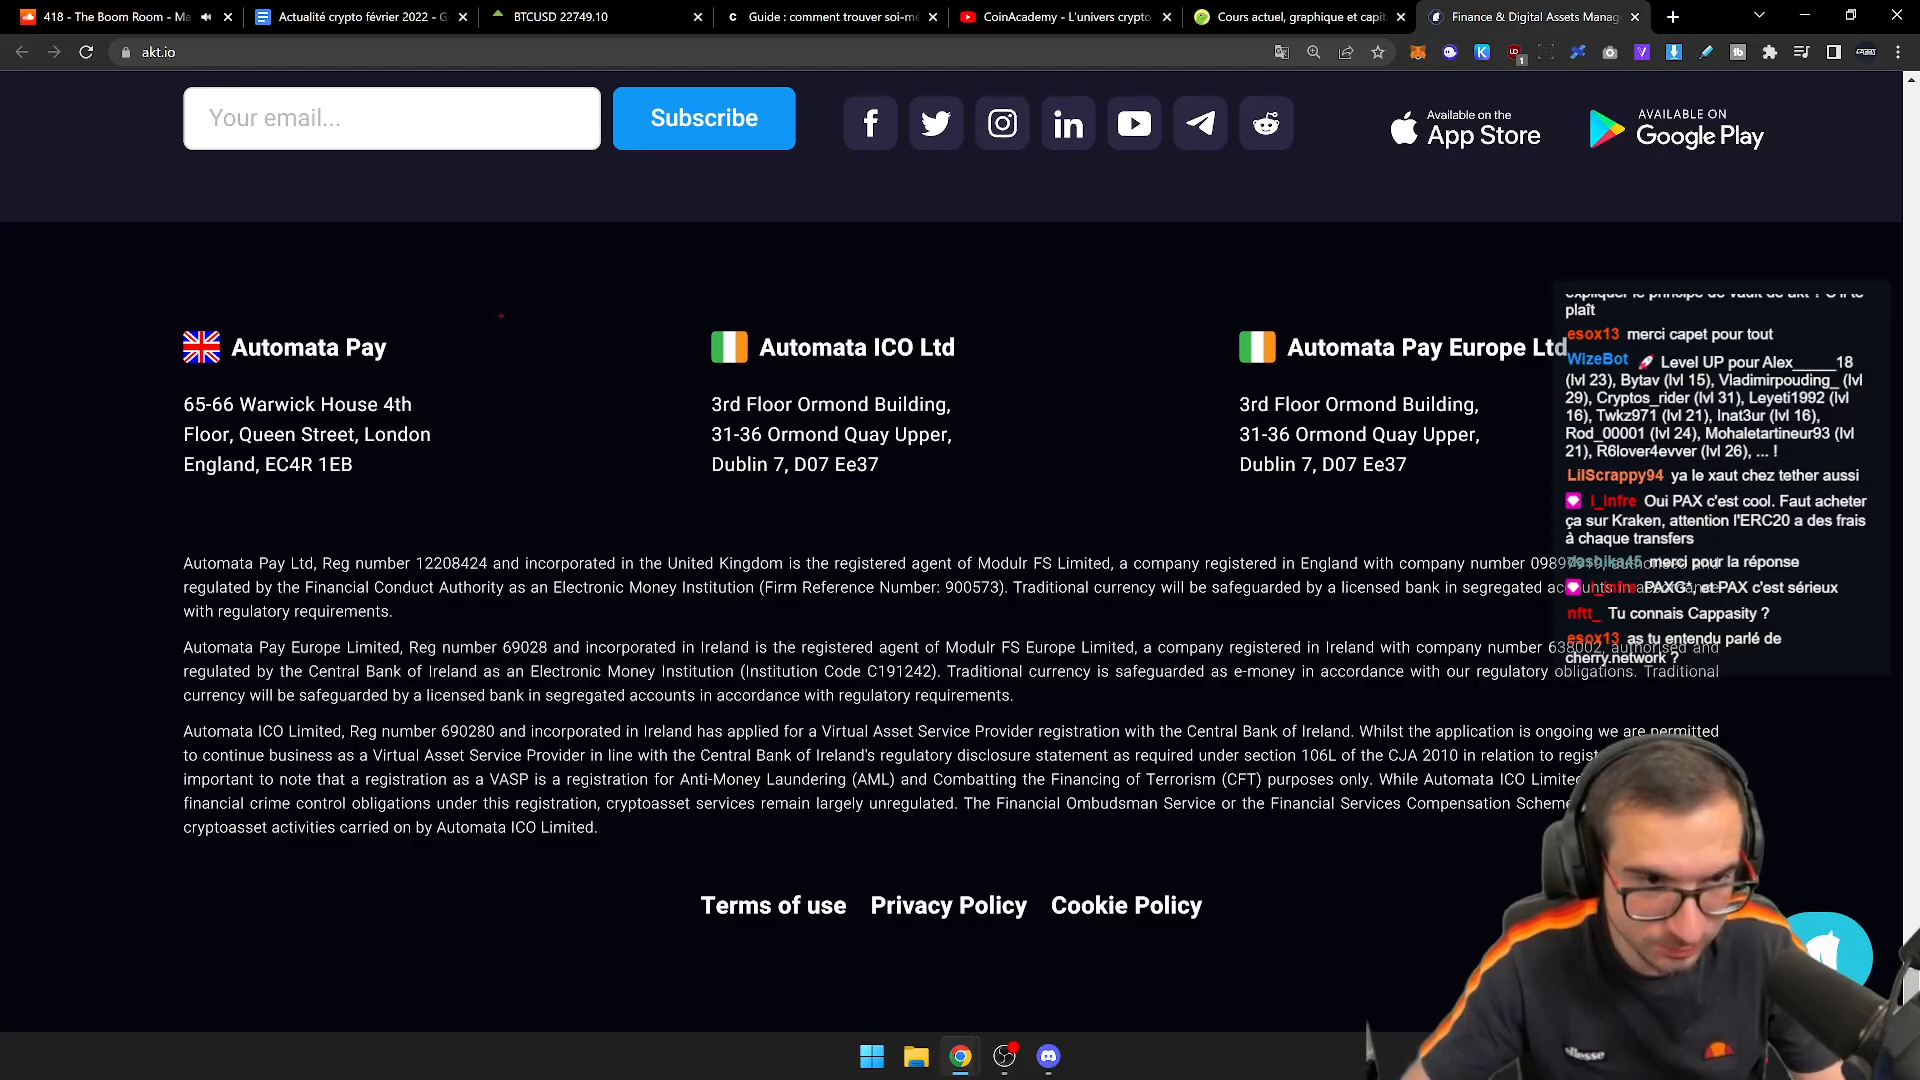 418 - The Boom Room - Ma
Actualité crypto février 2022 - G
BTCUSD 22749.10
Guide : comment trouver soi-mê
CoinAcademy - L'univers crypto
Cours actuel, graphique et capit
Finance & Digital Assets Manag
akt.io
Your email...
Subscribe
Available on the
App Store
AVAILABLE ON
Google Play
Automata Pay
65-66 Warwick House 4th
Floor, Queen Street, London
England, EC4R 1EB
Automata ICO Ltd
3rd Floor Ormond Building,
31-36 Ormond Quay Upper,
Dublin 7, D07 Ee37
Automata Pay Europe Ltd
3rd Floor Ormond Building,
31-36 Ormond Quay Upper,
Dublin 7, D07 Ee37
plaît
esox13 merci capet pour tout
WizeBot 🚀 Level UP pour Alex_____18
(lvl 23), Bytav (lvl 15), Vladimirpouding_ (lvl
29), Cryptos_rider (lvl 31), Leyeti1992 (lvl
16), Twkz971 (lvl 21), Inat3ur (lvl 16),
Rod_00001 (lvl 24), Mohaletartineur93 (lvl
21), R6lover4evver (lvl 26), ... !
LilScrappy94 ya le xaut chez tether aussi
I_Infre Oui PAX c'est cool. Faut acheter
ça sur Kraken, attention l'ERC20 a des frais
à chaque transfers
merci pour la réponse
I_Infre PAXG*, et PAX c'est sérieux
nftt_ Tu connais Cappasity ?
esox13 as tu entendu parlé de
cherry.network ?
Automata Pay Ltd, Reg number 12208424 and incorporated in the United Kingdom is the registered agent of Modulr FS Limited, a company registered in England with company number
regulated by the Financial Conduct Authority as an Electronic Money Institution (Firm Reference Number: 900573). Traditional currency will be safeguarded by a licensed bank in segregated
with regulatory requirements.
Automata Pay Europe Limited, Reg number 69028 and incorporated in Ireland is the registered agent of Modulr FS Europe Limited, a company registered in Ireland with company number 638002, authorised and
regulated by the Central Bank of Ireland as an Electronic Money Institution (Institution Code C191242). Traditional currency is safeguarded as e-money in accordance with our regulatory obligations. Traditional
currency will be safeguarded by a licensed bank in segregated accounts in accordance with regulatory requirements.
Automata ICO Limited, Reg number 690280 and incorporated in Ireland has applied for a Virtual Asset Service Provider registration with the Central Bank of Ireland. Whilst the application is ongoing we are permitted
to continue business as a Virtual Asset Service Provider in line with the Central Bank of Ireland's regulatory disclosure statement as required under section 106L of the CJA 2010 in relation to
important to note that a registration as a VASP is a registration for Anti-Money Laundering (AML) and Combatting the Financing of Terrorism (CFT) purposes only. While Automata ICO Limited
financial crime control obligations under this registration, cryptoasset services remain largely unregulated. The Financial Ombudsman Service or the Financial Services Compensation Scheme
cryptoasset activities carried on by Automata ICO Limited.
Terms of use
Privacy Policy
Cookie Policy
ellesse